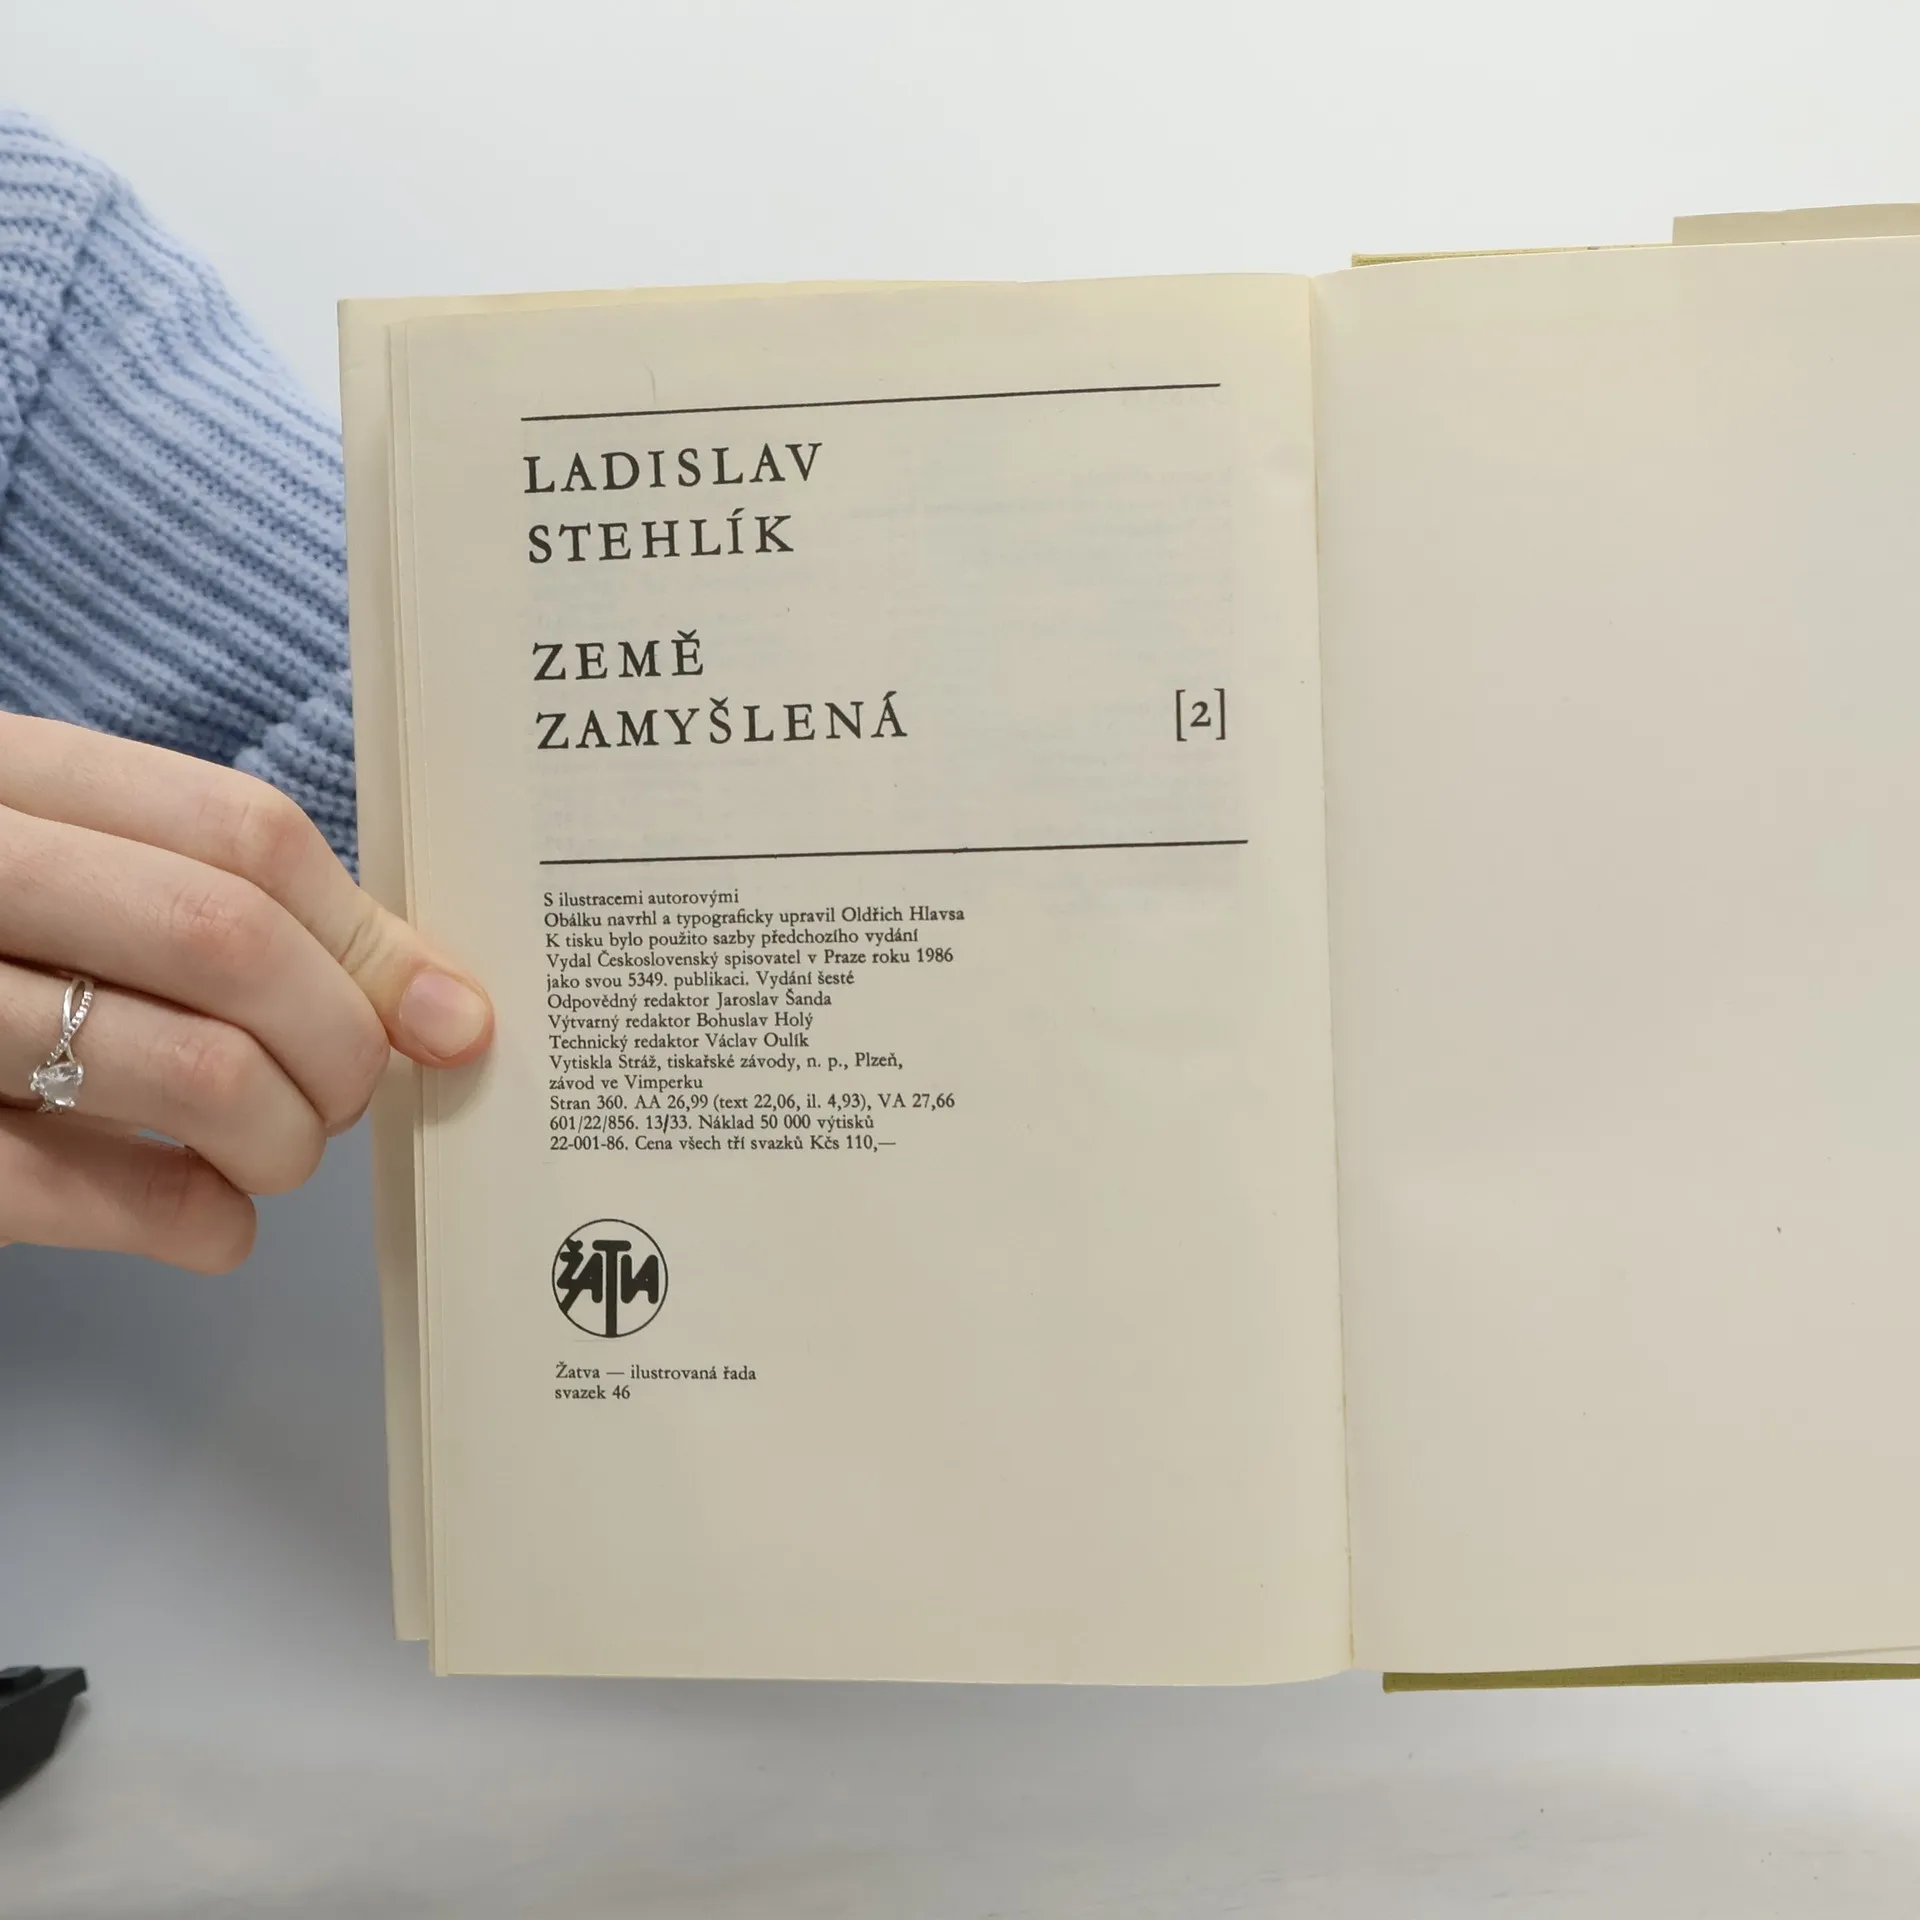 LADISLAV
STEHLÍK
ZEMĚ
ZAMYŠLENÁ [2]
S ilustracemi autorovými
Obálku navrhl a typograficky upravil Oldřich Hlavsa
K tisku bylo použito sazby předchozího vydání
Vydal Československý spisovatel v Praze roku 1986
jako svou 5349. publikaci. Vydání šesté
Odpovědný redaktor Jaroslav Šanda
Výtvarný redaktor Bohuslav Holý
Technický redaktor Václav Oulík
Vytiskla Stráž, tiskařské závody, n. p., Plzeň,
závod ve Vimperku
Stran 360. AA 26,99 (text 22,06, il. 4,93), VA 27,66
601/22/856. 13/33. Náklad 50 000 výtisků
22-001-86. Cena všech tří svazků Kčs 110,—
ŽATVA
Žatva — ilustrovaná řada
svazek 46